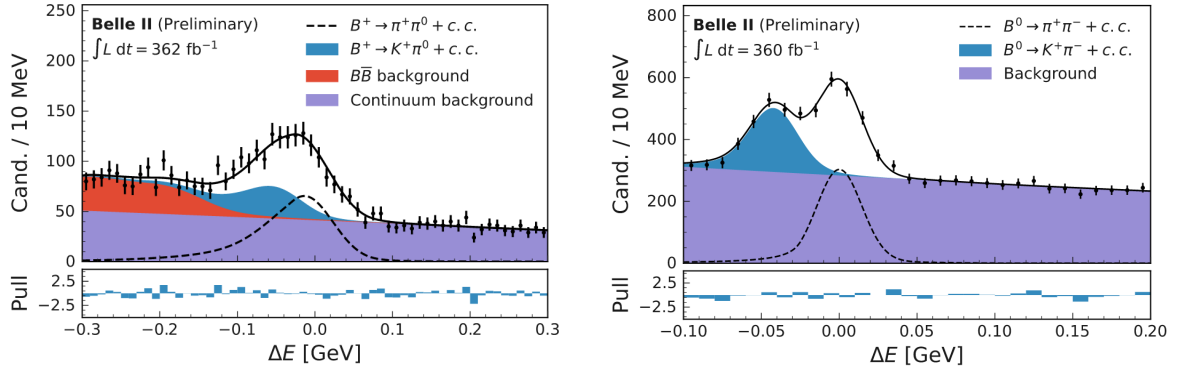 Belle II (Preliminary)
∫L dt = 362 fb⁻¹
B⁺ → π⁺π⁰ + c. c.
B⁺ → K⁺π⁰ + c. c.
BB̅ background
Continuum background
Cand. / 10 MeV
250
200
150
100
50
0
Pull
2.5
−2.5
−0.3 −0.2 −0.1 0.0 0.1 0.2 0.3
ΔE [GeV]
Belle II (Preliminary)
∫L dt = 360 fb⁻¹
B⁰ → π⁺π⁻ + c. c.
B⁰ → K⁺π⁻ + c. c.
Background
Cand. / 10 MeV
800
600
400
200
0
Pull
2.5
−2.5
−0.10 −0.05 0.00 0.05 0.10 0.15 0.20
ΔE [GeV]